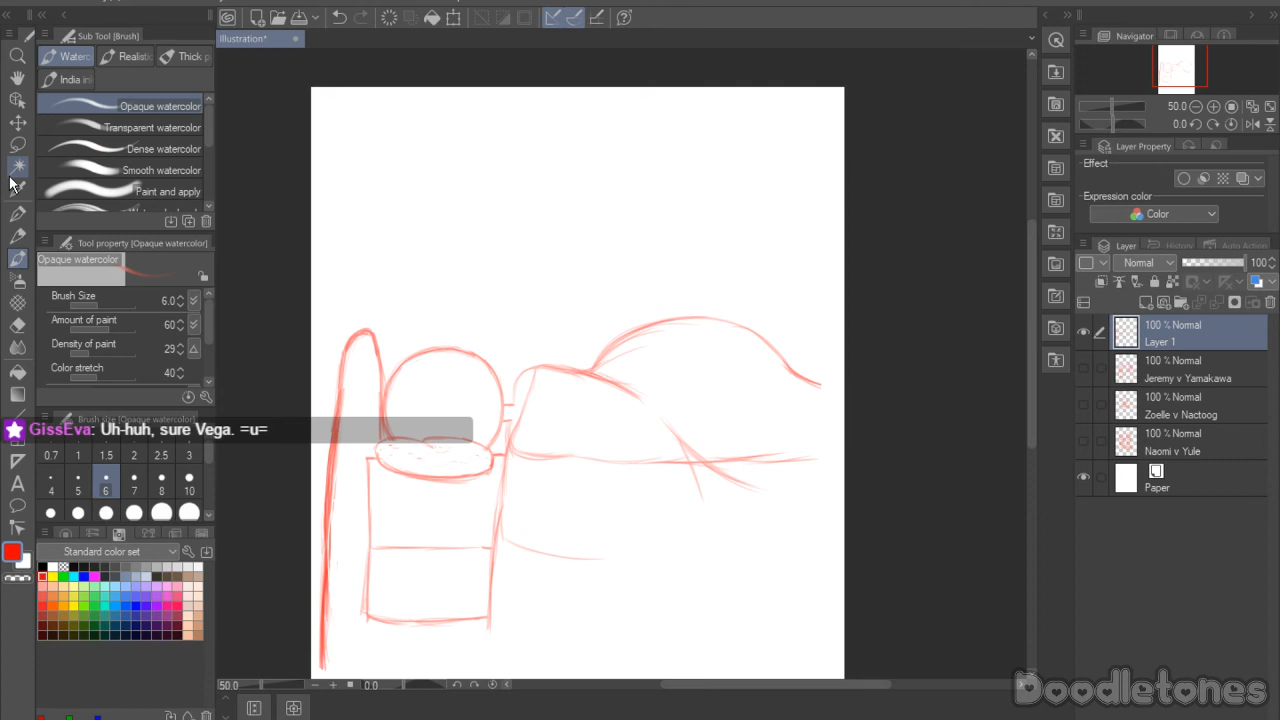 Sub Tool [Brush]
Waterc
Realistic
Thick p
India in
Opaque watercolor
Transparent watercolor
Dense watercolor
Smooth watercolor
Paint and apply
Tool property [Opaque watercolor]
Opaque watercolor
Brush Size 6.0
Amount of paint 60
Density of paint 29
Color stretch 40
Brush size [Opaque watercolor]
0.7 1 1.5 2 2.5 3
4 5 6 7 8 10
Standard color set
Illustration*
GissEva: Uh-huh, sure Vega. =u=
50.0
0.0
Navigator
50.0
0.0
Layer Property
Effect
Expression color
Color
Layer
History
Auto Action
Normal
100
100 % Normal
Layer 1
100 % Normal
Jeremy v Yamakawa
100 % Normal
Zoelle v Nactoog
100 % Normal
Naomi v Yule
Paper
Doodletones